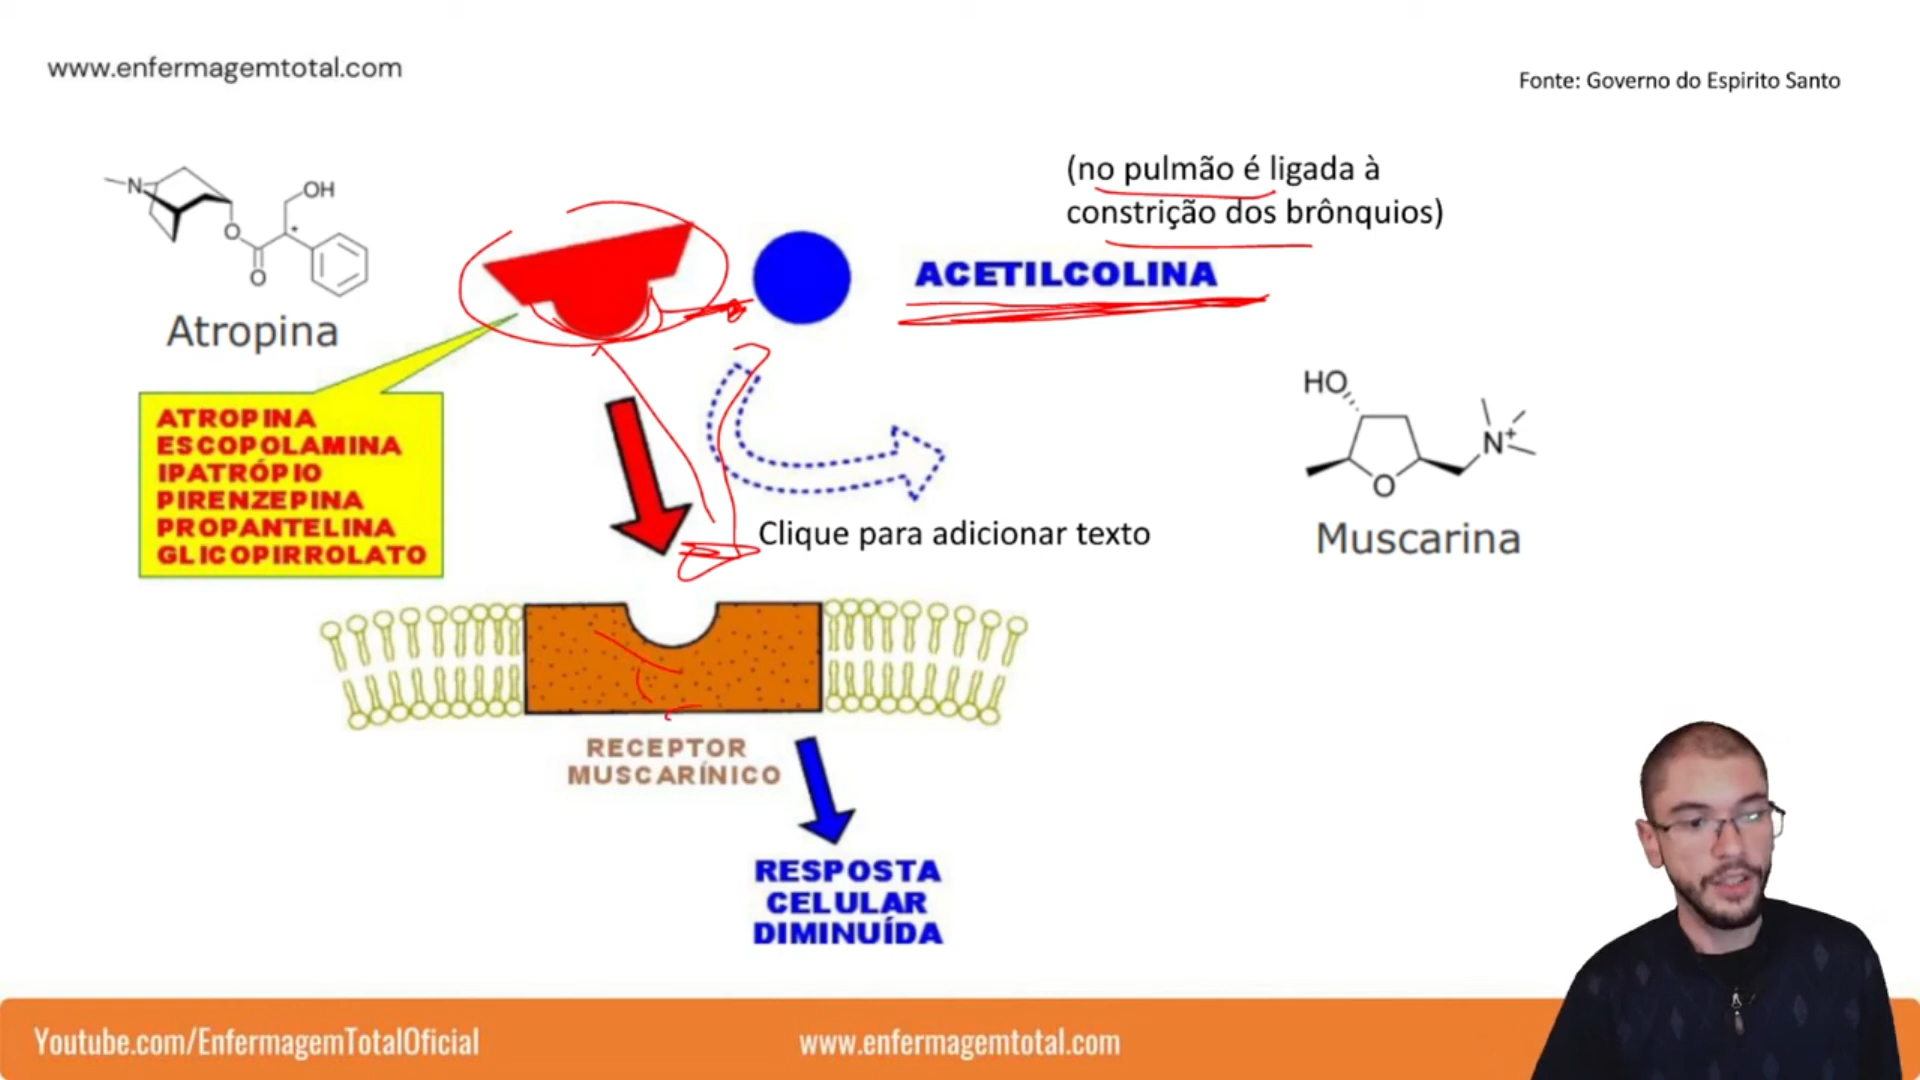 www.enfermagemtotal.com
Fonte: Governo do Espirito Santo
(no pulmão é ligada à
constrição dos brônquios)
N
OH
O
*
O
Atropina
ACETILCOLINA
HO
N+
O
Muscarina
ATROPINA
ESCOPOLAMINA
IPATRÓPIO
PIRENZEPINA
PROPANTELINA
GLICOPIRROLATO
Clique para adicionar texto
RECEPTOR
MUSCARÍNICO
RESPOSTA
CELULAR
DIMINUÍDA
Youtube.com/EnfermagemTotalOficial
www.enfermagemtotal.com